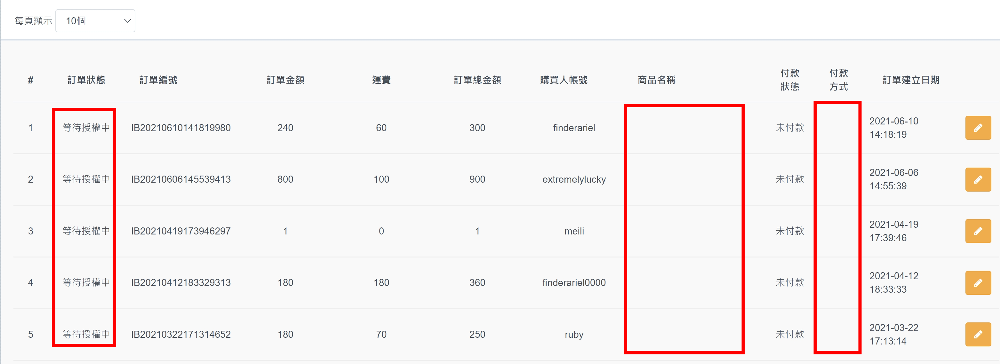 每頁顯示 10個
# 訂單狀態 訂單編號 訂單金額 運費 訂單總金額 購買人帳號 商品名稱 付款狀態 付款方式 訂單建立日期
1 等待授權中 IB20210610141819980 240 60 300 finderariel 未付款 2021-06-10 14:18:19
2 等待授權中 IB20210606145539413 800 100 900 extremelylucky 未付款 2021-06-06 14:55:39
3 等待授權中 IB20210419173946297 1 0 1 meili 未付款 2021-04-19 17:39:46
4 等待授權中 IB20210412183329313 180 180 360 finderariel0000 未付款 2021-04-12 18:33:33
5 等待授權中 IB20210322171314652 180 70 250 ruby 未付款 2021-03-22 17:13:14